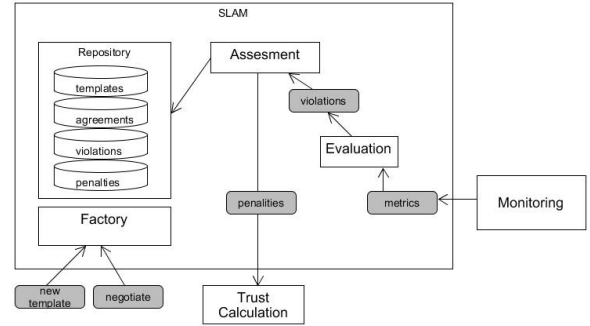 SLAM
Repository
templates
agreements
violations
penalties
Assesment
violations
Evaluation
penalities
metrics
Monitoring
Factory
new
template
negotiate
Trust
Calculation